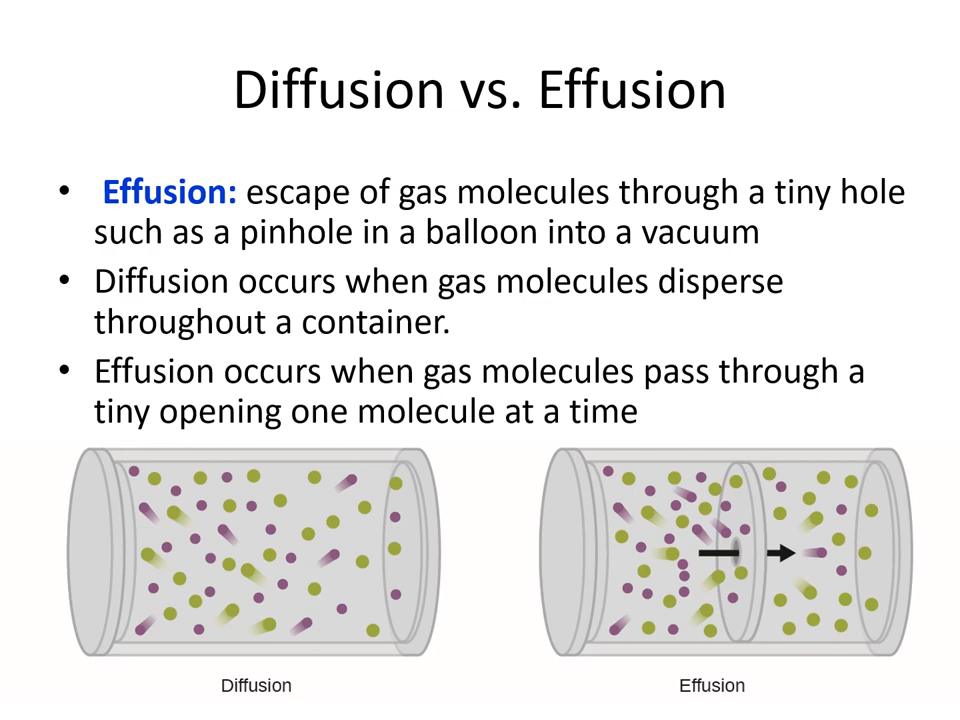 Diffusion vs. Effusion
• Effusion: escape of gas molecules through a tiny hole
such as a pinhole in a balloon into a vacuum
• Diffusion occurs when gas molecules disperse
throughout a container.
• Effusion occurs when gas molecules pass through a
tiny opening one molecule at a time
Diffusion
Effusion